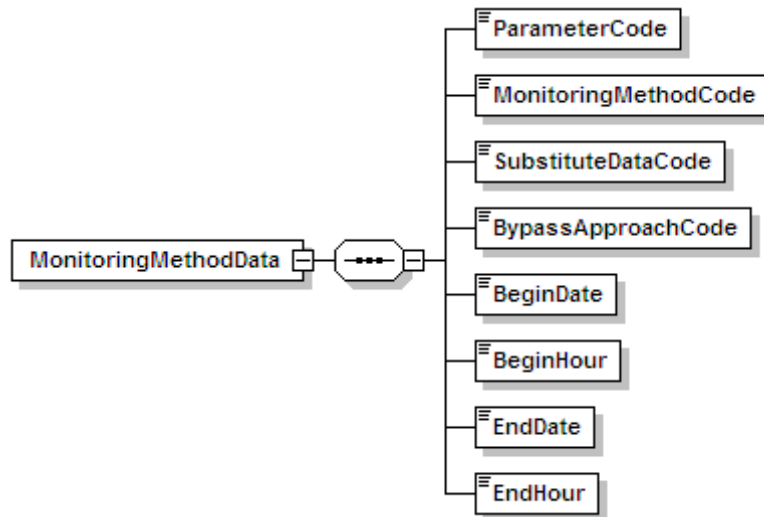 ParameterCode
MonitoringMethodCode
SubstituteDataCode
BypassApproachCode
MonitoringMethodData
BeginDate
BeginHour
EndDate
EndHour